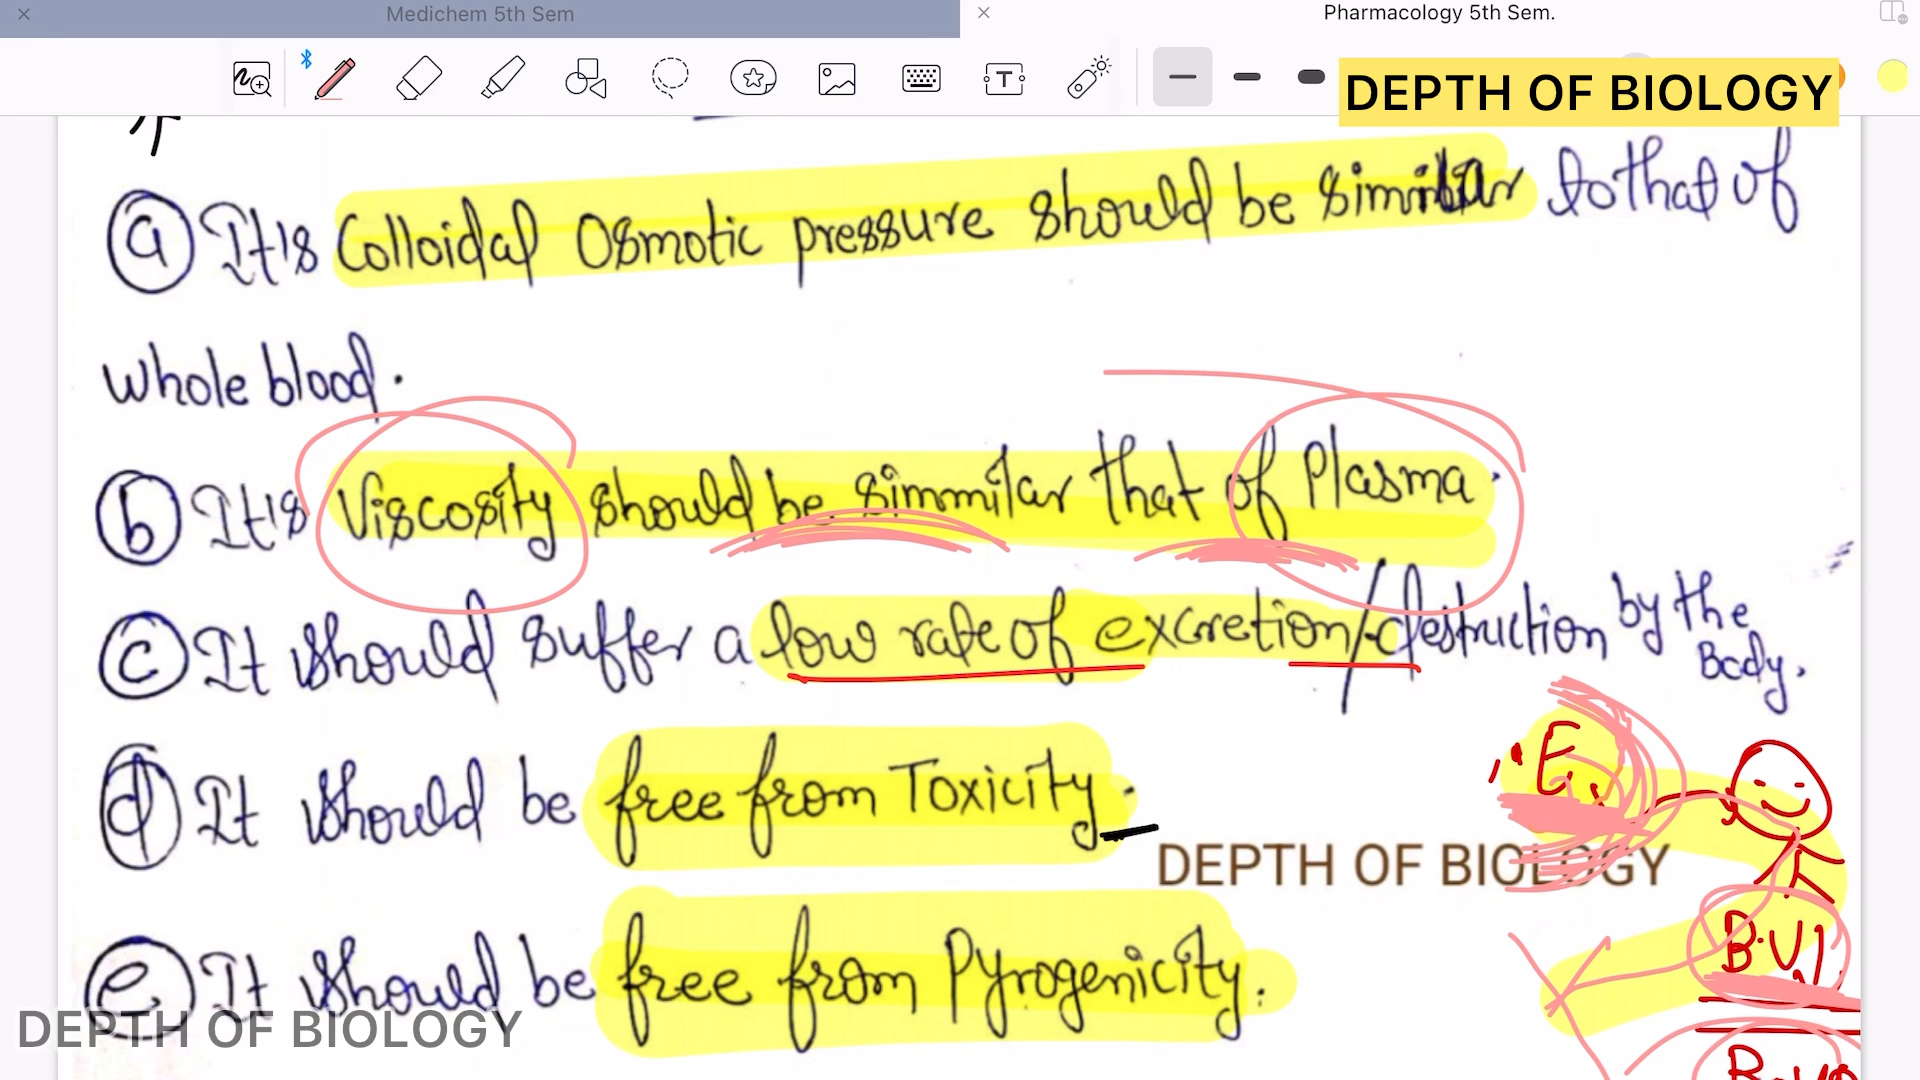 Medichem 5th Sem
Pharmacology 5th Sem.
DEPTH OF BIOLOGY
a It's Colloidal Osmotic pressure should be simmilar to that of
whole blood.
b It's Viscosity should be simmilar that of Plasma.
c It should suffer a low rate of excretion/destruction by the
Body.
d It should be free from Toxicity.
DEPTH OF BIOLOGY
B.V
e It should be free from Pyrogenicity.
DEPTH OF BIOLOGY